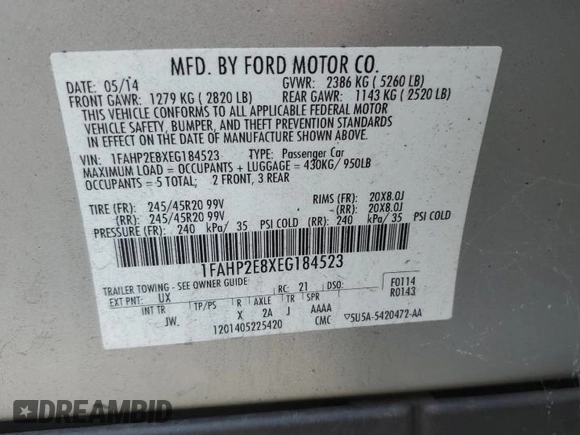 MFD. BY FORD MOTOR CO.
DATE: 05/14 GVWR: 2386 KG ( 5260 LB)
FRONT GAWR: 1279 KG ( 2820 LB) REAR GAWR: 1143 KG ( 2520 LB)
THIS VEHICLE CONFORMS TO ALL APPLICABLE FEDERAL MOTOR
VEHICLE SAFETY, BUMPER, AND THEFT PREVENTION STANDARDS
IN EFFECT ON THE DATE OF MANUFACTURE SHOWN ABOVE.
VIN: 1FAHP2E8XEG184523 TYPE: Passenger Car
MAXIMUM LOAD = OCCUPANTS + LUGGAGE = 430KG/ 950LB
OCCUPANTS = 5 TOTAL; 2 FRONT, 3 REAR
TIRE (FR): 245/45R20 99V RIMS (FR): 20X8.0J
(RR): 245/45R20 99V (RR): 20X8.0J
PRESSURE (FR): 240 kPa/ 35 PSI COLD (RR): 240 kPa/ 35 PSI COLD
1FAHP2E8XEG184523
TRAILER TOWING - SEE OWNER GUIDE
EXT PNT: UX RC: 21 DSO: F0114
R0143
INT TR TP/PS R AXLE TR SPR
JW X 2A J AAAA
1201405225420 CMC ▽5U5A-5420472-AA
DREAMBID